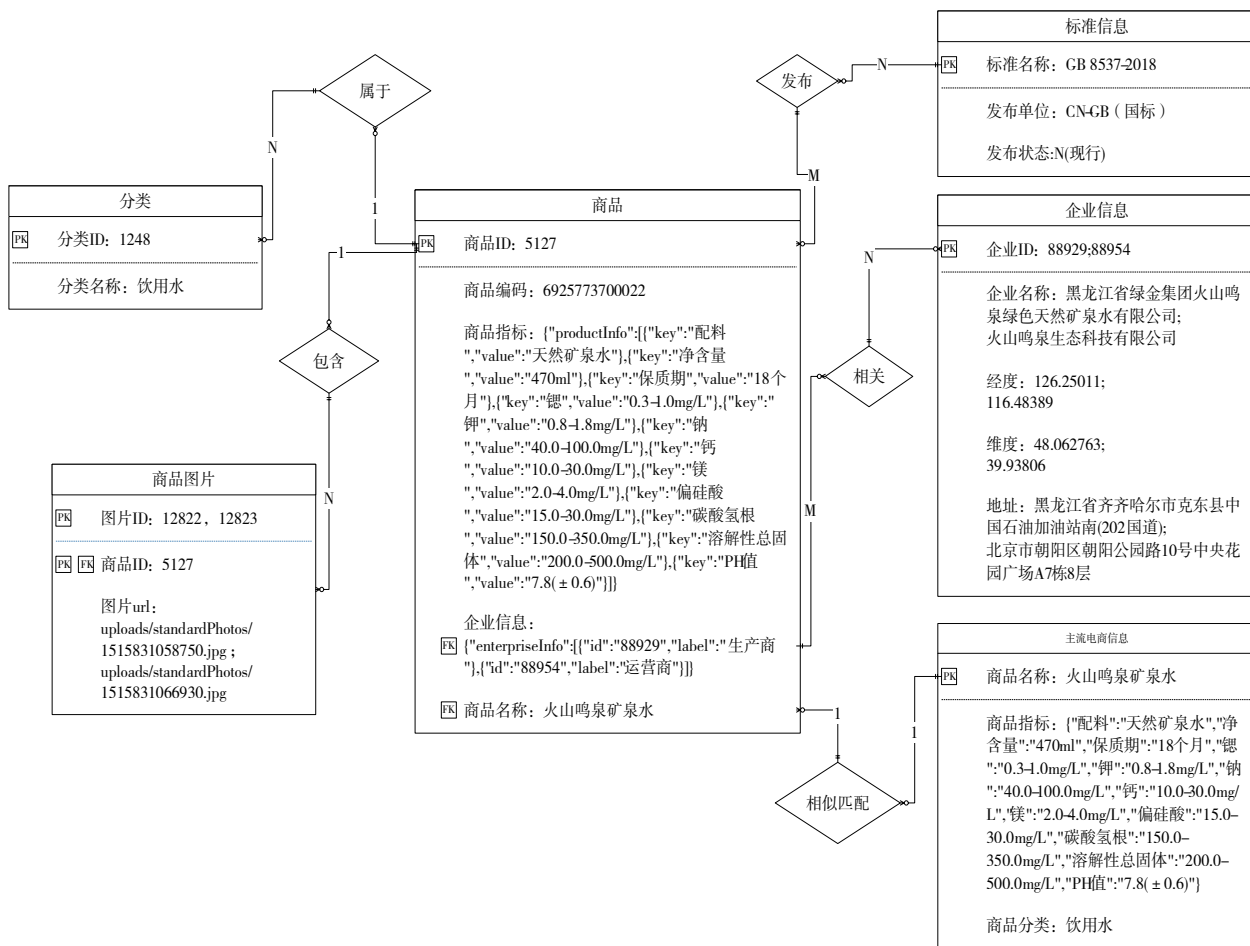 属于
N
1
分类
PK 分类ID：1248
分类名称：饮用水
1
包含
N
商品图片
PK 图片ID：12822，12823
PK FK 商品ID：5127
图片url：
uploads/standardPhotos/
1515831058750.jpg；
uploads/standardPhotos/
1515831066930.jpg
商品
PK 商品ID：5127
商品编码：6925773700022
商品指标：{"productInfo":[{"key":"配料
","value":"天然矿泉水"},{"key":"净含量
","value":"470ml"},{"key":"保质期","value":"18个
月"},{"key":"锶","value":"0.3-1.0mg/L"},{"key":"
钾","value":"0.8-1.8mg/L"},{"key":"钠
","value":"40.0-100.0mg/L"},{"key":"钙
","value":"10.0-30.0mg/L"},{"key":"镁
","value":"2.0-4.0mg/L"},{"key":"偏硅酸
","value":"15.0-30.0mg/L"},{"key":"碳酸氢根
","value":"150.0-350.0mg/L"},{"key":"溶解性总固
体","value":"200.0-500.0mg/L"},{"key":"PH值
","value":"7.8(±0.6)"}]}
企业信息：
FK {"enterpriseInfo":[{"id":"88929","label":"生产商
"},{"id":"88954","label":"运营商"}]}
FK 商品名称：火山鸣泉矿泉水
发布
N
M
标准信息
PK 标准名称：GB 8537-2018
发布单位：CN-GB（国标）
发布状态:N(现行)
N
相关
M
企业信息
PK 企业ID：88929;88954
企业名称：黑龙江省绿金集团火山鸣
泉绿色天然矿泉水有限公司;
火山鸣泉生态科技有限公司
经度：126.25011;
116.48389
维度：48.062763;
39.93806
地址：黑龙江省齐齐哈尔市克东县中
国石油加油站南(202国道);
北京市朝阳区朝阳公园路10号中央花
园广场A7栋8层
1
相似匹配
1
主流电商信息
PK 商品名称：火山鸣泉矿泉水
商品指标：{"配料":"天然矿泉水","净
含量":"470ml","保质期":"18个月","锶
":"0.3-1.0mg/L","钾":"0.8-1.8mg/L","钠
":"40.0-100.0mg/L","钙":"10.0-30.0mg/
L","镁":"2.0-4.0mg/L","偏硅酸":"15.0-
30.0mg/L","碳酸氢根":"150.0-
350.0mg/L","溶解性总固体":"200.0-
500.0mg/L","PH值":"7.8(±0.6)"}
商品分类：饮用水